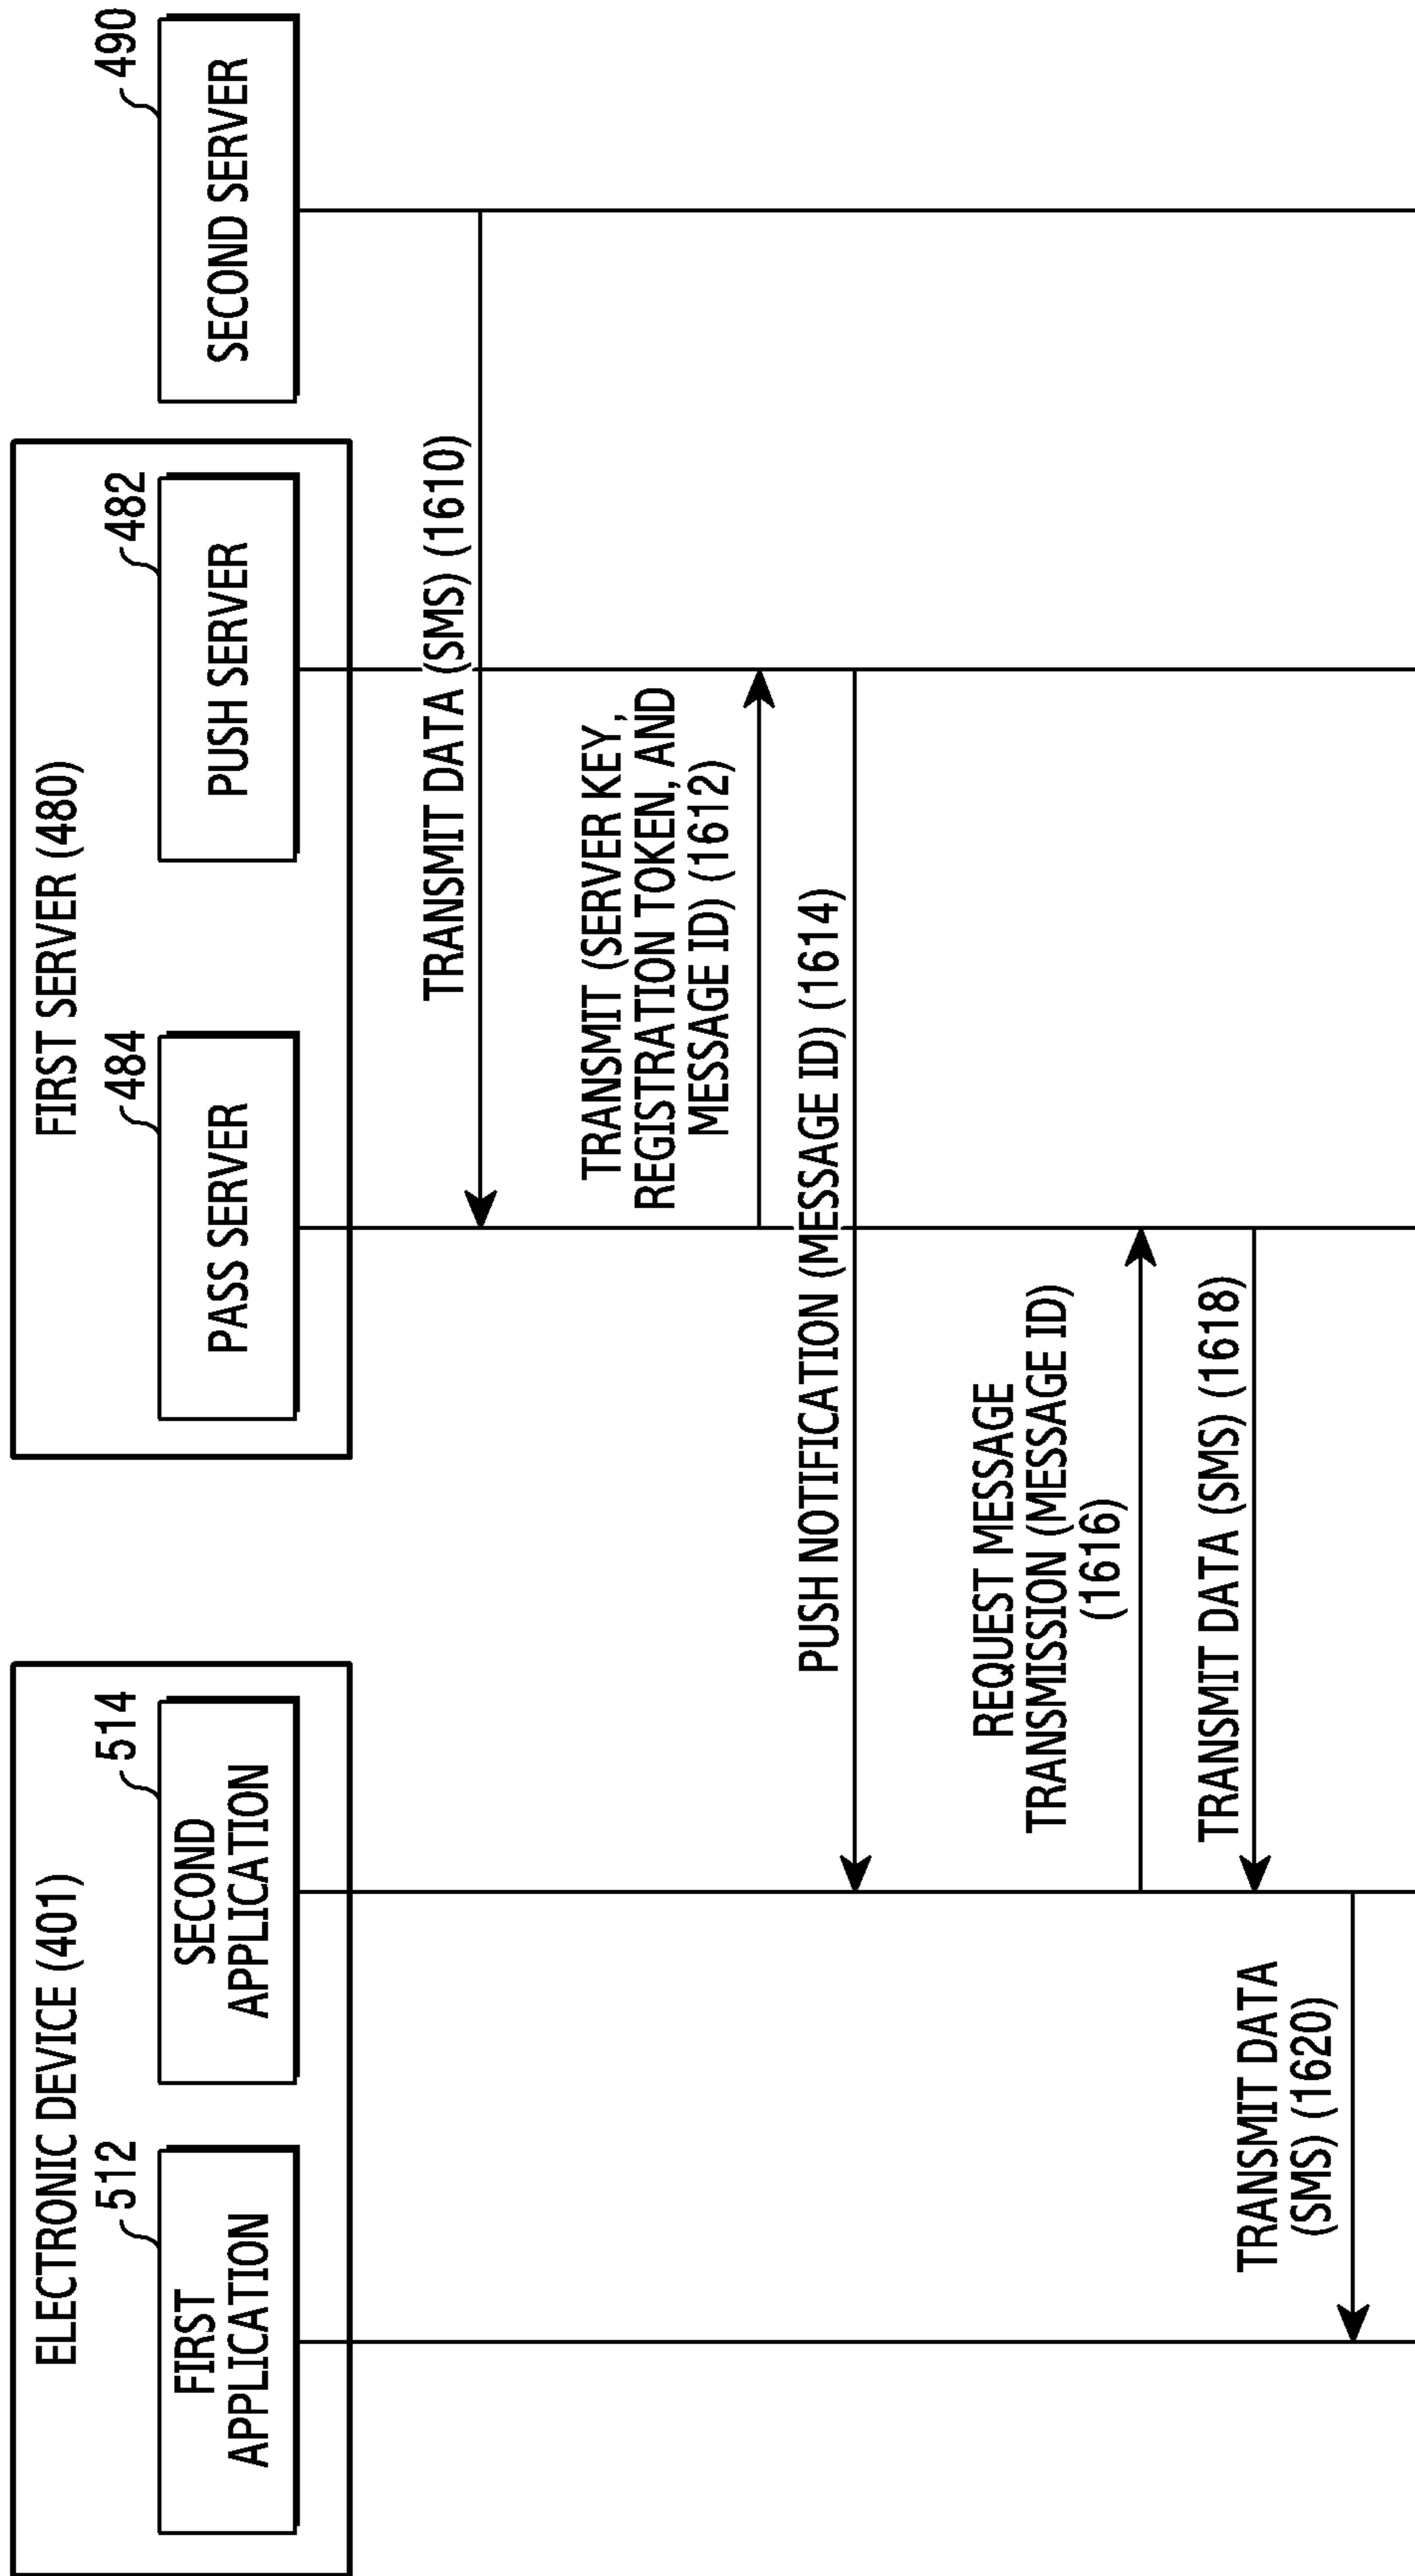 ELECTRONIC DEVICE (401)
512
FIRST
APPLICATION
514
SECOND
APPLICATION
FIRST SERVER (480)
484
PASS SERVER
482
PUSH SERVER
490
SECOND SERVER
TRANSMIT DATA (SMS) (1610)
TRANSMIT (SERVER KEY,
REGISTRATION TOKEN, AND
MESSAGE ID) (1612)
PUSH NOTIFICATION (MESSAGE ID) (1614)
REQUEST MESSAGE
TRANSMISSION (MESSAGE ID)
(1616)
TRANSMIT DATA (SMS) (1618)
TRANSMIT DATA
(SMS) (1620)